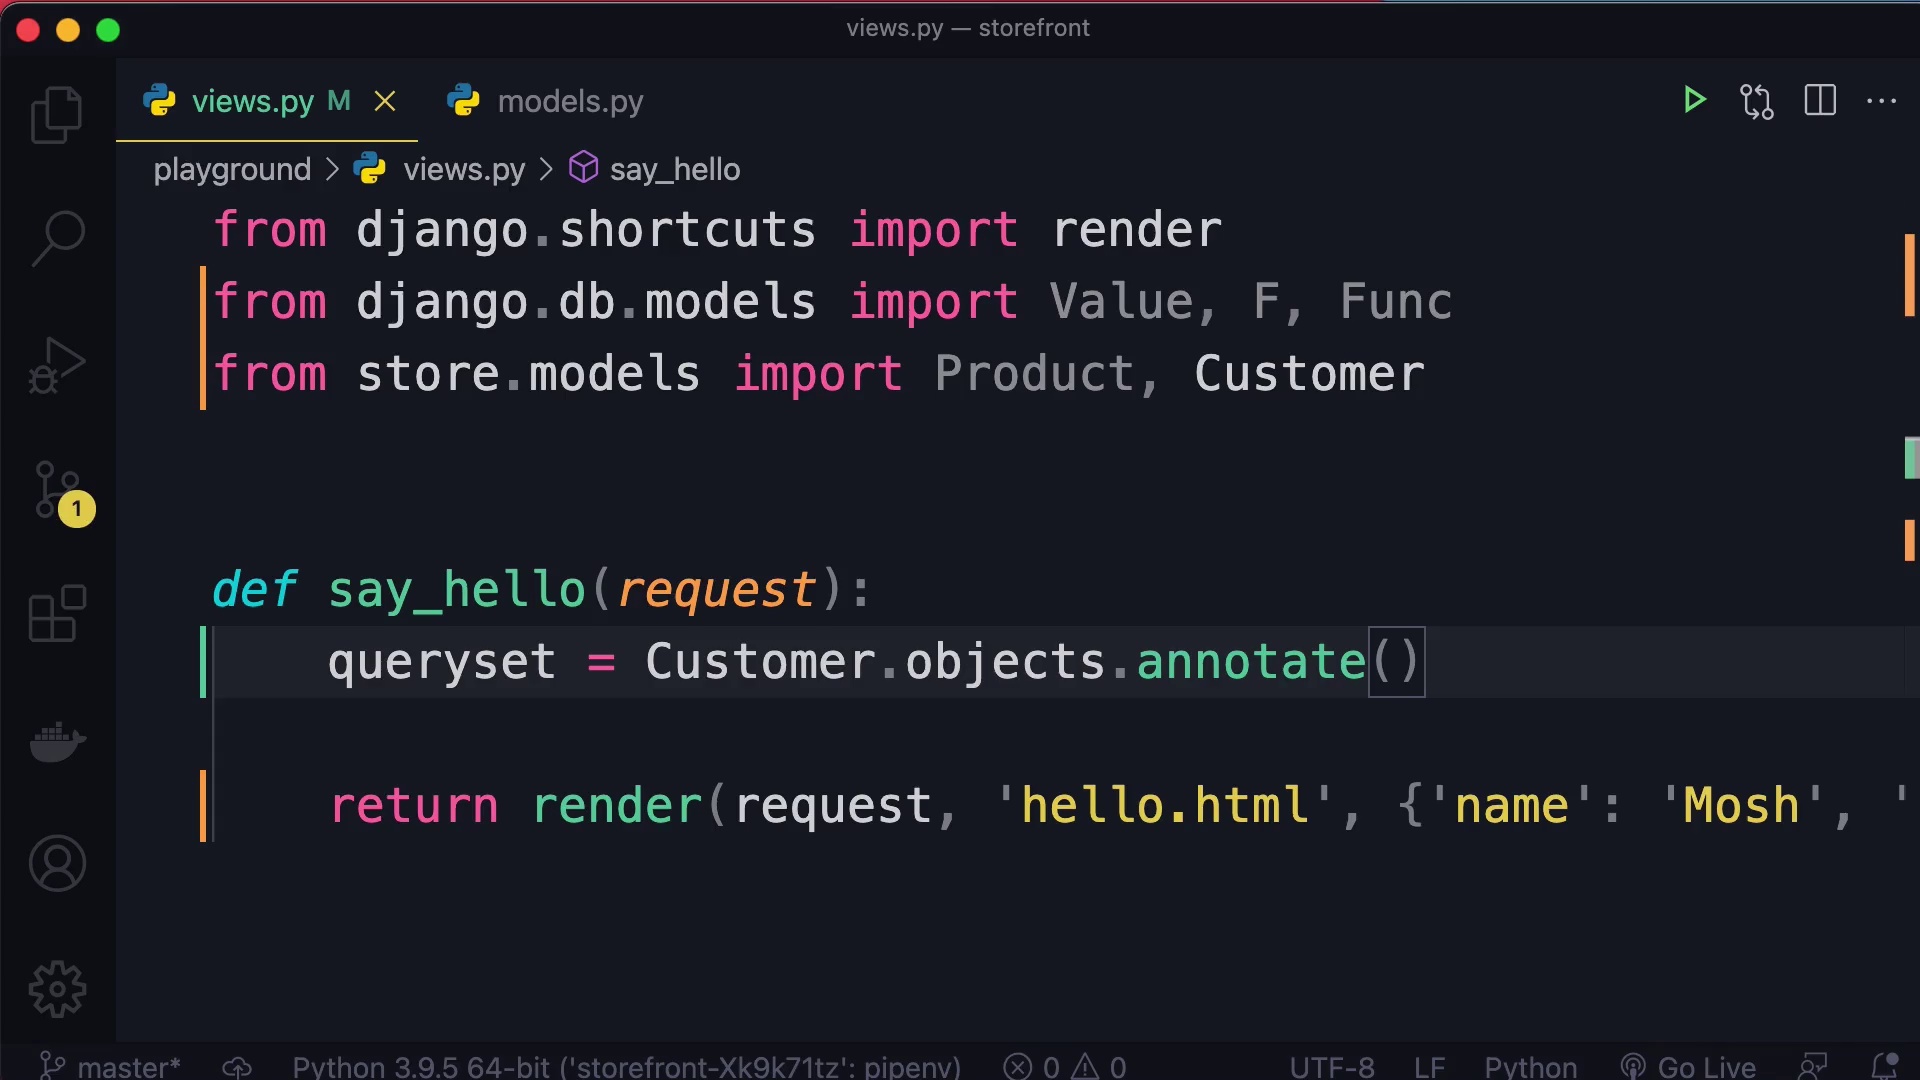 views.py — storefront
views.py M
models.py
playground > views.py > say_hello
from django.shortcuts import render
from django.db.models import Value, F, Func
from store.models import Product, Customer
1
def say_hello(request):
queryset = Customer.objects.annotate()
return render(request, 'hello.html', {'name': 'Mosh', '
master* Python 3.9.5 64-bit ('storefront-Xk9k71tz': pipenv) 0 0 UTF-8 LF Python Go Live